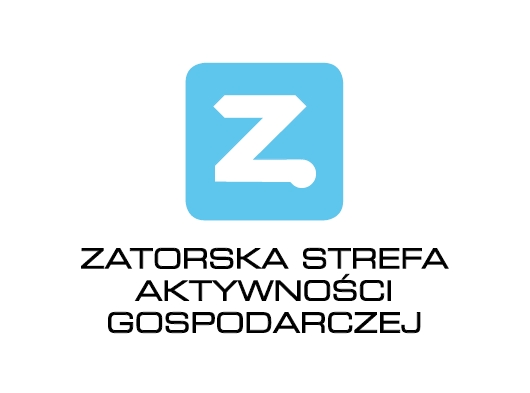 Z
ZATORSKA STREFA
AKTYWNOŚCI
GOSPODARCZEJ